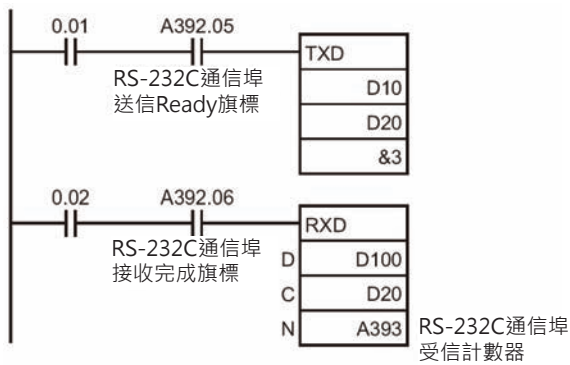 0.01 A392.05
TXD
RS-232C通信埠
送信Ready旗標
D10
D20
&3
0.02 A392.06
RXD
RS-232C通信埠
接收完成旗標
D D100
C D20
N A393
RS-232C通信埠
受信計數器